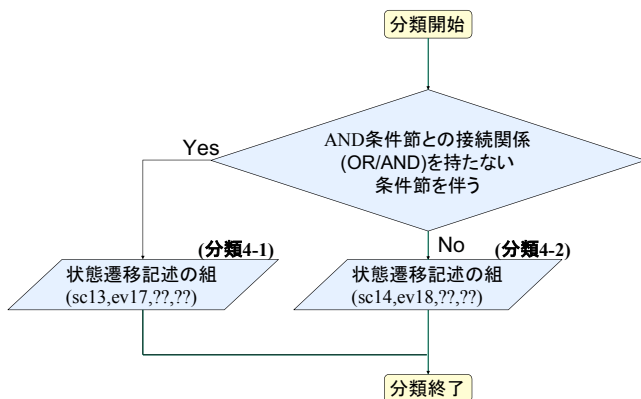 分類開始
AND条件節との接続関係
(OR/AND)を持たない
条件節を伴う
Yes
No
(分類4-1)
状態遷移記述の組
(sc13,ev17,??,??)
(分類4-2)
状態遷移記述の組
(sc14,ev18,??,??)
分類終了